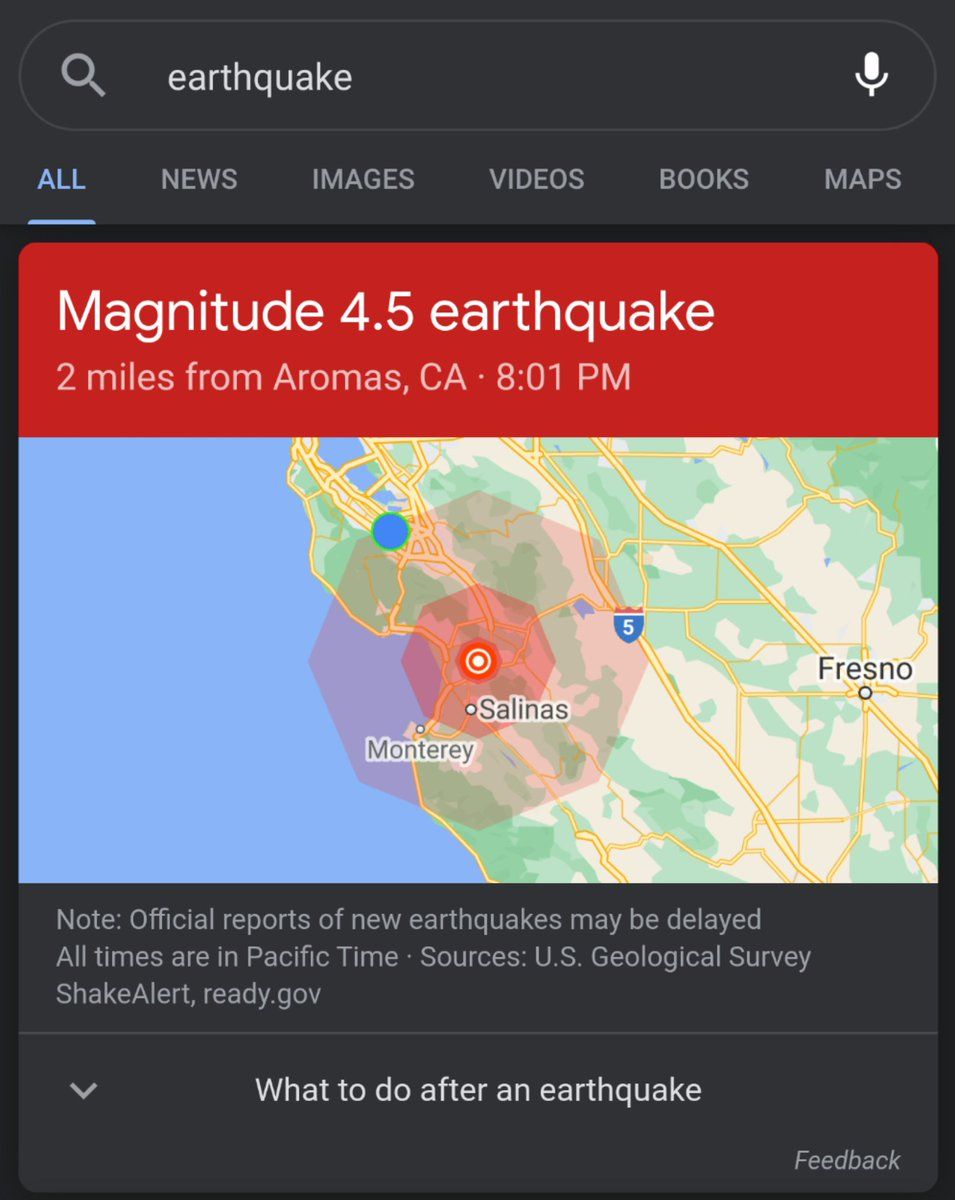 earthquake
ALL NEWS IMAGES VIDEOS BOOKS MAPS
Magnitude 4.5 earthquake
2 miles from Aromas, CA · 8:01 PM
5
Fresno
Salinas
Monterey
Note: Official reports of new earthquakes may be delayed
All times are in Pacific Time · Sources: U.S. Geological Survey
ShakeAlert, ready.gov
What to do after an earthquake
Feedback